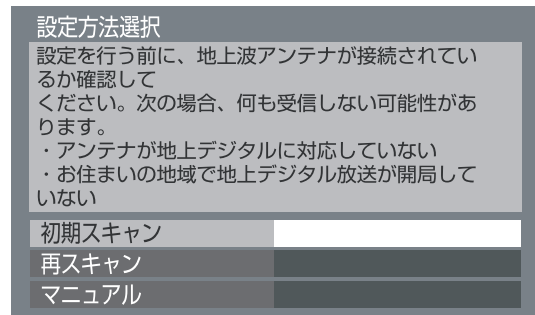 設定方法選択
設定を行う前に、地上波アンテナが接続されてい
るか確認して
ください。次の場合、何も受信しない可能性があ
ります。
・アンテナが地上デジタルに対応していない
・お住まいの地域で地上デジタル放送が開局して
いない
初期スキャン
再スキャン
マニュアル